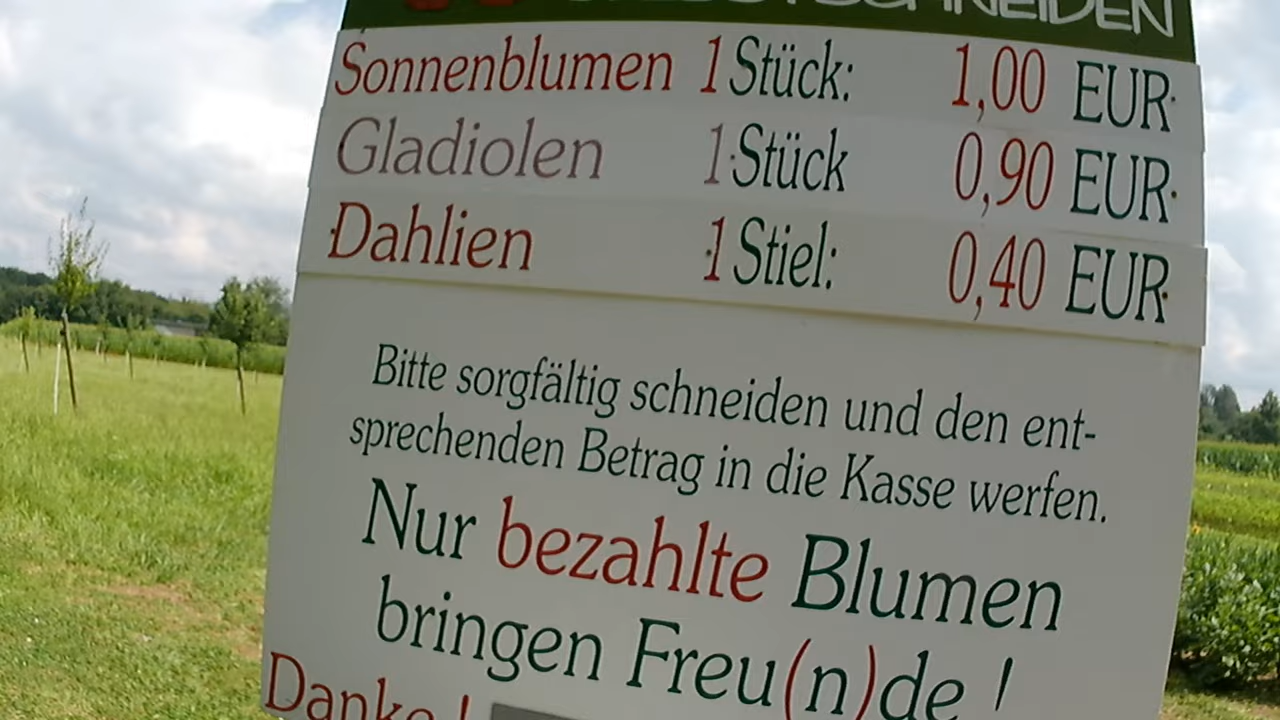 SELBSTSCHNEIDEN
Sonnenblumen 1 Stück: 1,00 EUR
Gladiolen 1 Stück 0,90 EUR
Dahlien 1 Stiel: 0,40 EUR
Bitte sorgfältig schneiden und den ent-
sprechenden Betrag in die Kasse werfen.
Nur bezahlte Blumen
bringen Freu(n)de !
Danke !